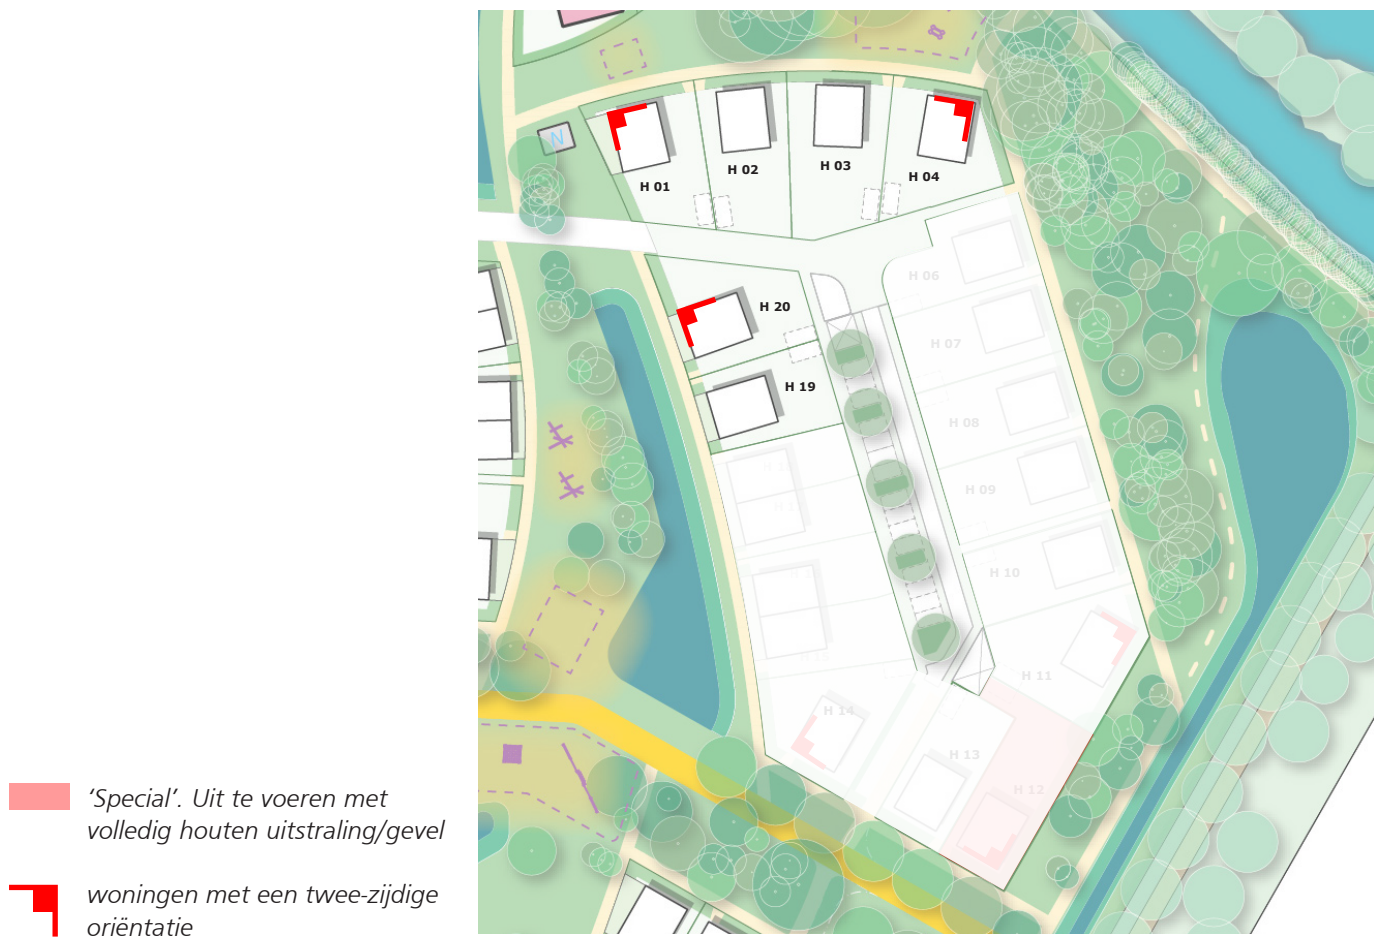 N
H 01
H 02
H 03
H 04
H 06
H 20
H 07
H 19
H 08
H 09
H 10
H 11
H 14
H 13
H 12
‘Special’. Uit te voeren met
volledig houten uitstraling/gevel
woningen met een twee-zijdige
oriëntatie